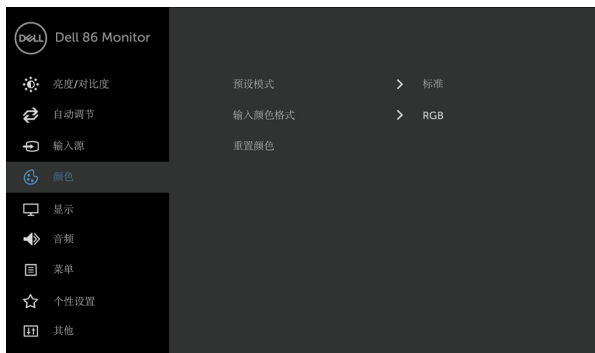 DELL Dell 86 Monitor
亮度/对比度
预设模式 标准
自动调节
输入颜色格式 RGB
输入源
重置颜色
颜色
显示
音频
菜单
个性设置
其他